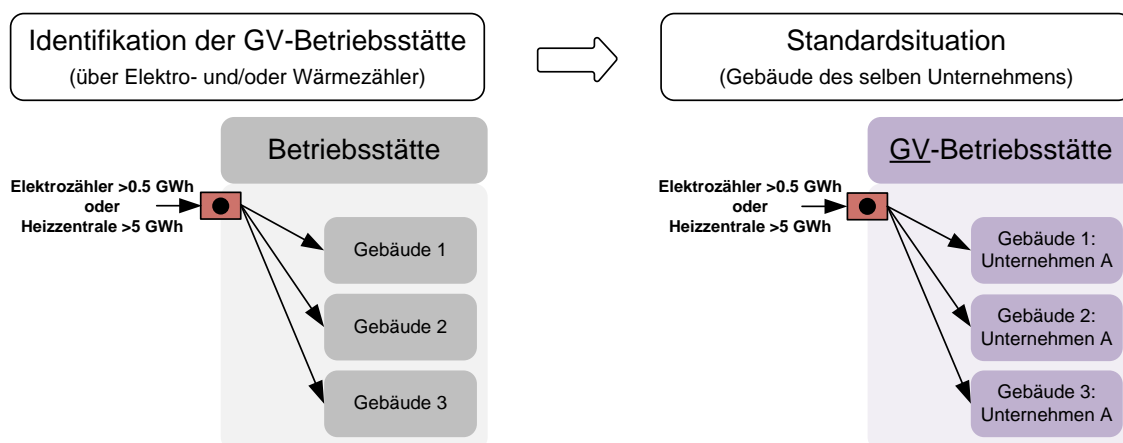 Identifikation der GV-Betriebsstätte
(über Elektro- und/oder Wärmezähler)
Standardsituation
(Gebäude des selben Unternehmens)
Betriebsstätte
Elektrozähler >0.5 GWh
oder
Heizzentrale >5 GWh
Gebäude 1
Gebäude 2
Gebäude 3
GV-Betriebsstätte
Elektrozähler >0.5 GWh
oder
Heizzentrale >5 GWh
Gebäude 1:
Unternehmen A
Gebäude 2:
Unternehmen A
Gebäude 3:
Unternehmen A